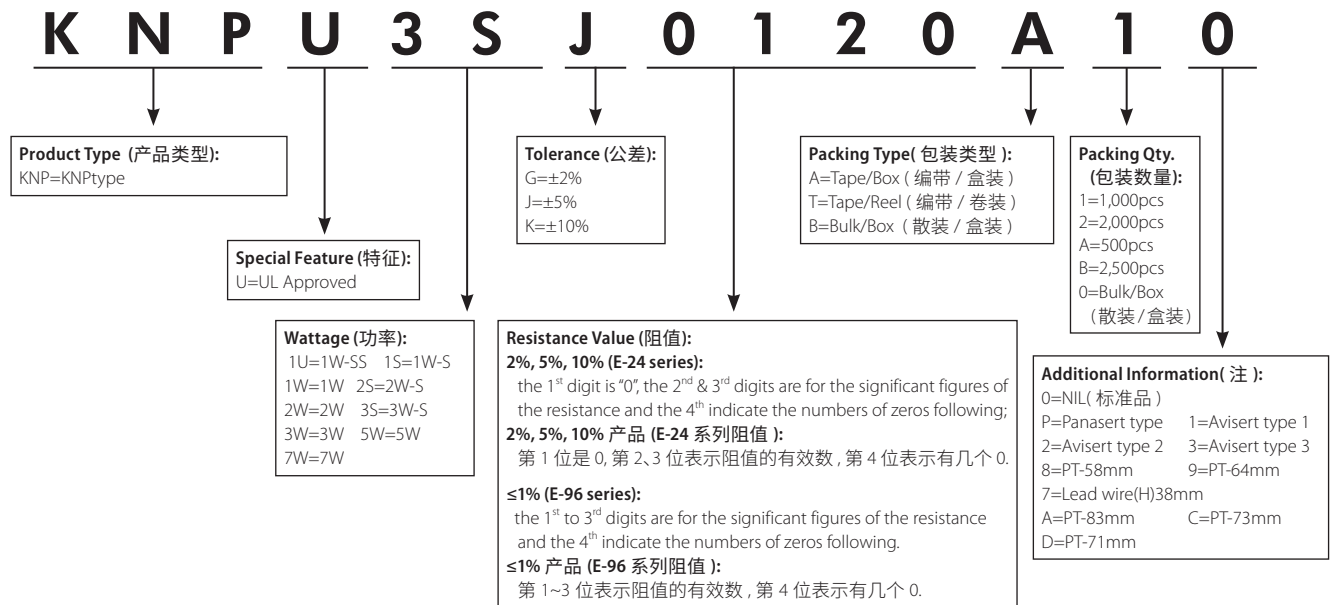 K N P U 3 S J 0 1 2 0 A 1 0
Product Type (产品类型):
KNP=KNPtype
Special Feature (特征):
U=UL Approved
Wattage (功率):
1U=1W-SS 1S=1W-S
1W=1W 2S=2W-S
2W=2W 3S=3W-S
3W=3W 5W=5W
7W=7W
Tolerance (公差):
G=±2%
J=±5%
K=±10%
Resistance Value (阻值):
2%, 5%, 10% (E-24 series):
the 1st digit is "0", the 2nd & 3rd digits are for the significant figures of
the resistance and the 4th indicate the numbers of zeros following;
2%, 5%, 10% 产品 (E-24 系列阻值 ):
第 1 位是 0, 第 2、3 位表示阻值的有效数 , 第 4 位表示有几个 0.
≤1% (E-96 series):
the 1st to 3rd digits are for the significant figures of the resistance
and the 4th indicate the numbers of zeros following.
≤1% 产品 (E-96 系列阻值 ):
第 1~3 位表示阻值的有效数 , 第 4 位表示有几个 0.
Packing Type( 包装类型 ):
A=Tape/Box ( 编带 / 盒装 )
T=Tape/Reel ( 编带 / 卷装 )
B=Bulk/Box ( 散装 / 盒装 )
Packing Qty.
(包装数量):
1=1,000pcs
2=2,000pcs
A=500pcs
B=2,500pcs
0=Bulk/Box
(散装/盒装)
Additional Information( 注 ):
0=NIL( 标准品 )
P=Panasert type 1=Avisert type 1
2=Avisert type 2 3=Avisert type 3
8=PT-58mm 9=PT-64mm
7=Lead wire(H)38mm
A=PT-83mm C=PT-73mm
D=PT-71mm